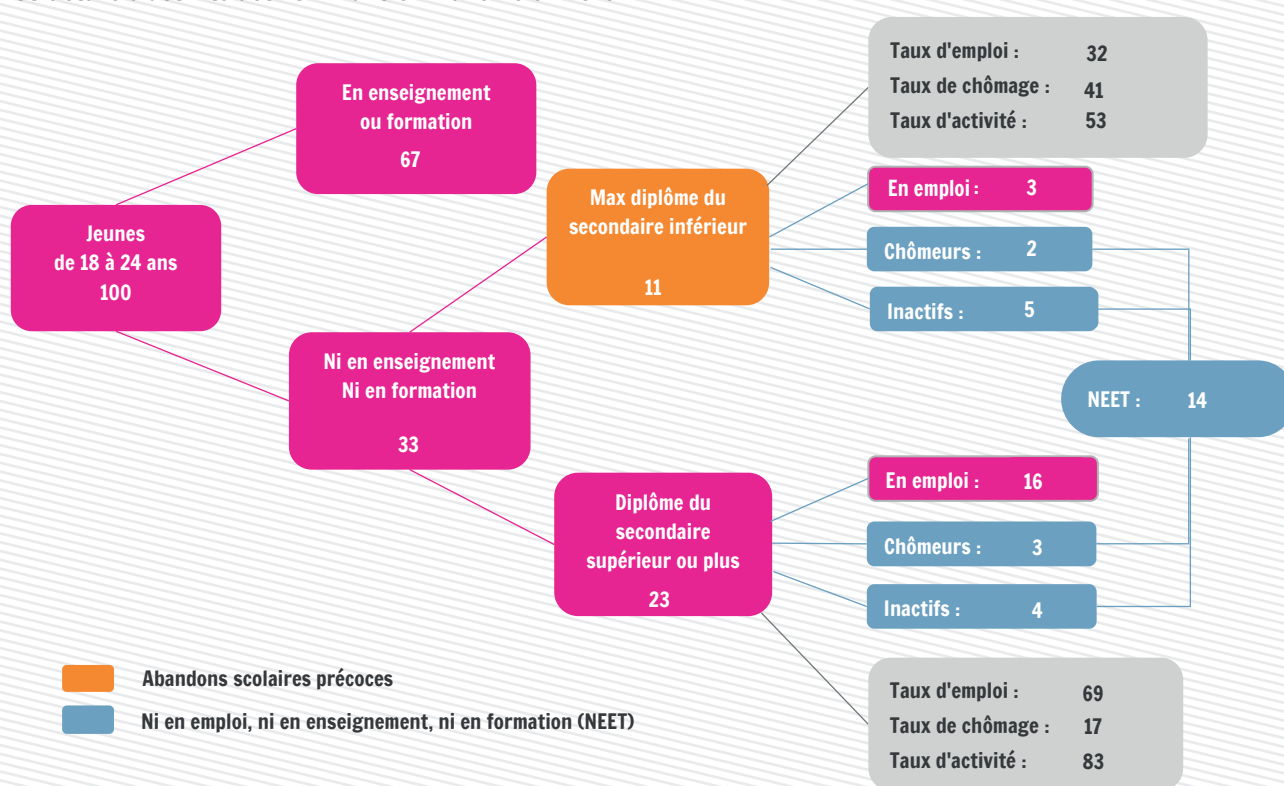 Taux d'emploi : 32
Taux de chômage : 41
Taux d'activité : 53
En enseignement
ou formation
67
Max diplôme du
secondaire inférieur
11
En emploi : 3
Chômeurs : 2
Inactifs : 5
Jeunes
de 18 à 24 ans
100
Ni en enseignement
Ni en formation
33
NEET : 14
Diplôme du
secondaire
supérieur ou plus
23
En emploi : 16
Chômeurs : 3
Inactifs : 4
Abandons scolaires précoces
Ni en emploi, ni en enseignement, ni en formation (NEET)
Taux d'emploi : 69
Taux de chômage : 17
Taux d'activité : 83